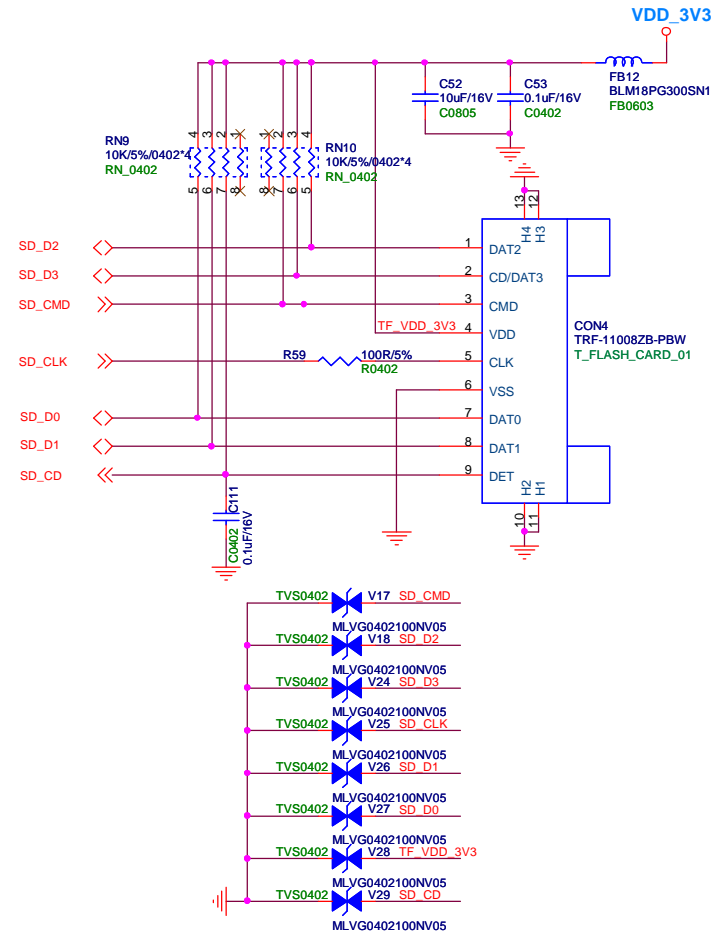 VDD_3V3
C52
10uF/16V
C0805
C53
0.1uF/16V
C0402
FB12
BLM18PG300SN1
FB0603
4 3 2 1
1 2 3 4
RN9
10K/5%/0402*4
RN_0402
RN10
10K/5%/0402*4
RN_0402
5 6 7 8
8 7 6 5
13 12
H4 H3
SD_D2
1 DAT2
SD_D3
2 CD/DAT3
SD_CMD
3 CMD
TF_VDD_3V3 4 VDD
CON4
TRF-11008ZB-PBW
T_FLASH_CARD_01
SD_CLK
R59 100R/5%
R0402
5 CLK
6 VSS
SD_D0
7 DAT0
SD_D1
8 DAT1
SD_CD
9 DET
H2 H1
10 11
C111
0.1uF/16V
C0402
TVS0402 V17 SD_CMD
MLVG0402100NV05
TVS0402 V18 SD_D2
MLVG0402100NV05
TVS0402 V24 SD_D3
MLVG0402100NV05
TVS0402 V25 SD_CLK
MLVG0402100NV05
TVS0402 V26 SD_D1
MLVG0402100NV05
TVS0402 V27 SD_D0
MLVG0402100NV05
TVS0402 V28 TF_VDD_3V3
MLVG0402100NV05
TVS0402 V29 SD_CD
MLVG0402100NV05